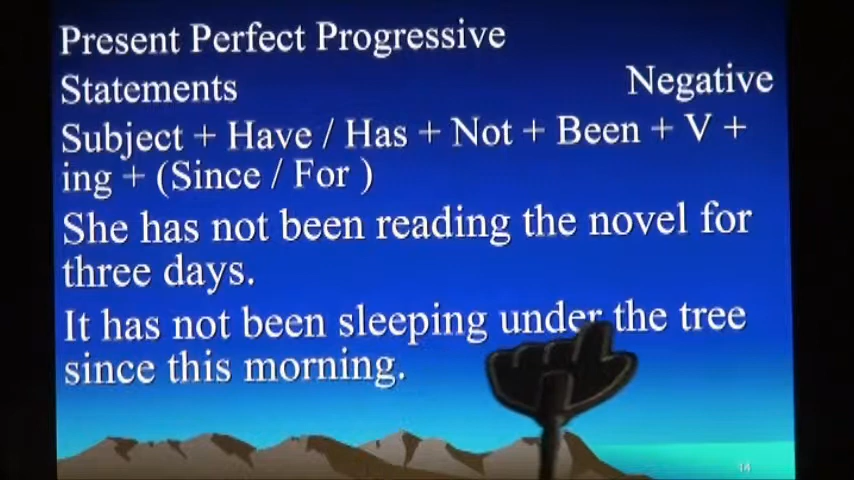 Present Perfect Progressive
Statements Negative
Subject + Have / Has + Not + Been + V +
ing + (Since / For )
She has not been reading the novel for
three days.
It has not been sleeping under the tree
since this morning.
14